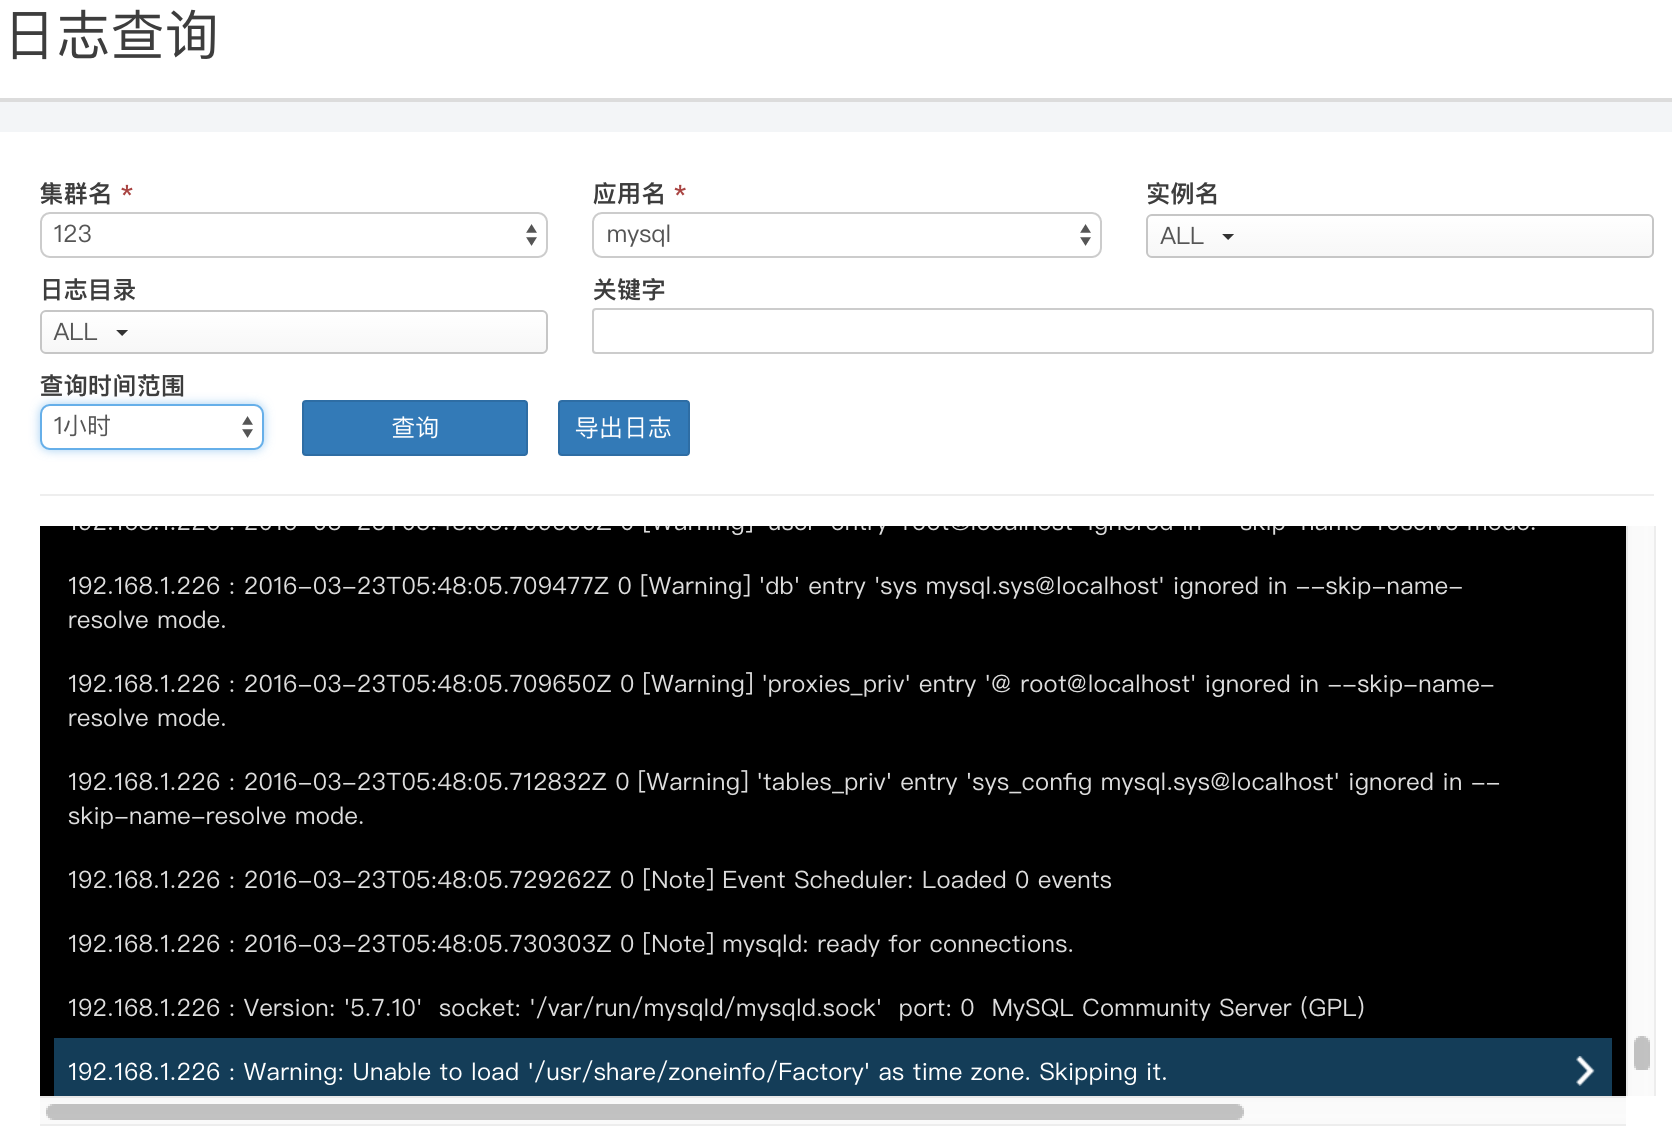 日志查询
集群名 *
应用名 *
实例名
123
mysql
ALL
日志目录
关键字
ALL
查询时间范围
1小时
查询
导出日志
192.168.1.226 : 2016-03-23T05:48:05.709477Z 0 [Warning] 'db' entry 'sys mysql.sys@localhost' ignored in --skip-name-
resolve mode.
192.168.1.226 : 2016-03-23T05:48:05.709650Z 0 [Warning] 'proxies_priv' entry '@ root@localhost' ignored in --skip-name-
resolve mode.
192.168.1.226 : 2016-03-23T05:48:05.712832Z 0 [Warning] 'tables_priv' entry 'sys_config mysql.sys@localhost' ignored in --
skip-name-resolve mode.
192.168.1.226 : 2016-03-23T05:48:05.729262Z 0 [Note] Event Scheduler: Loaded 0 events
192.168.1.226 : 2016-03-23T05:48:05.730303Z 0 [Note] mysqld: ready for connections.
192.168.1.226 : Version: '5.7.10'  socket: '/var/run/mysqld/mysqld.sock'  port: 0  MySQL Community Server (GPL)
192.168.1.226 : Warning: Unable to load '/usr/share/zoneinfo/Factory' as time zone. Skipping it.